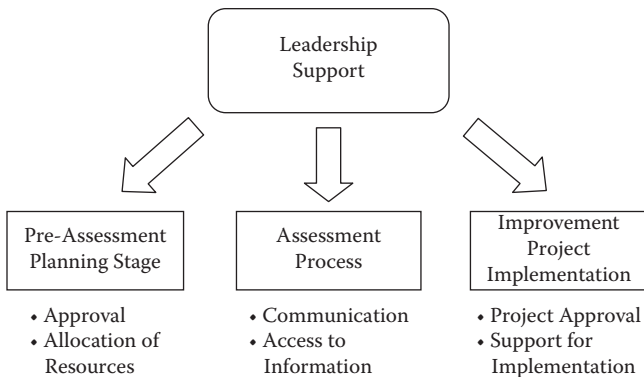 Leadership
Support
Pre-Assessment
Planning Stage
Assessment
Process
Improvement
Project
Implementation
• Approval
• Allocation of
Resources
• Communication
• Access to
Information
• Project Approval
• Support for
Implementation